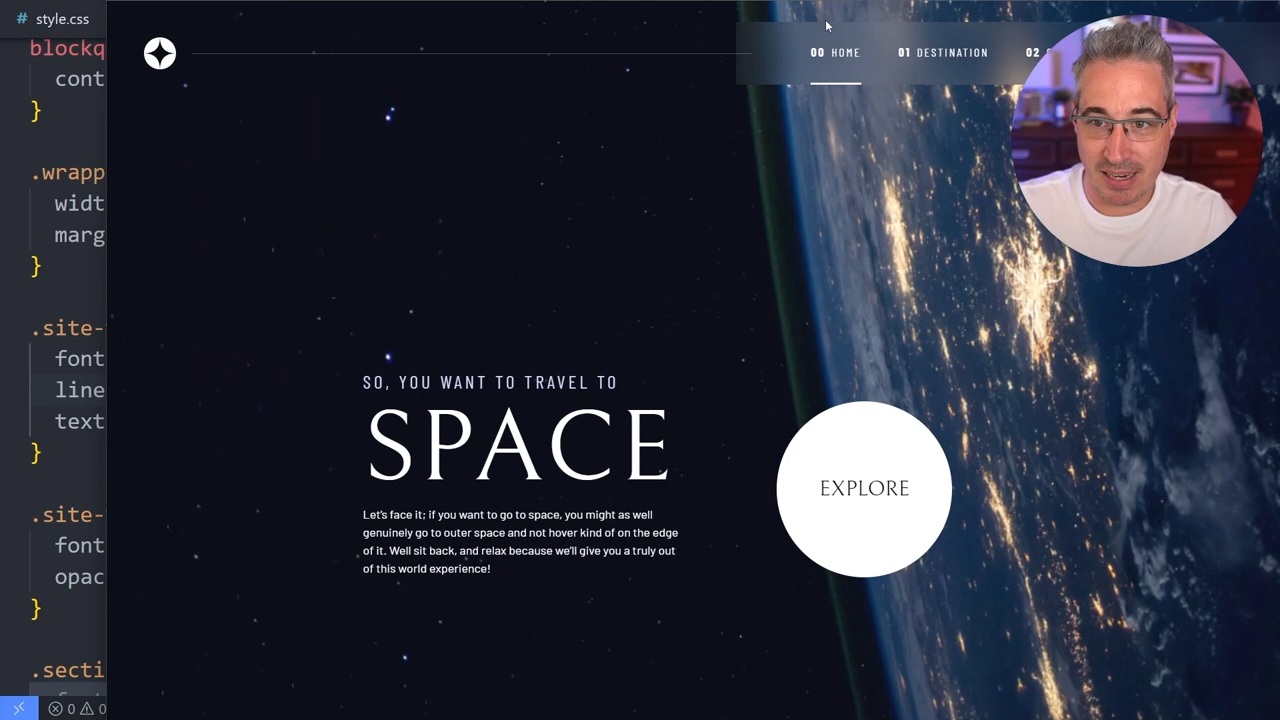 # style.css
blockq
cont
}
.wrapp
widt
marg
}
.site-
font
line
text
}
.site-
font
opac
}
.secti
0 0
00 HOME 01 DESTINATION 02
SO, YOU WANT TO TRAVEL TO
SPACE
Let's face it; if you want to go to space, you might as well
genuinely go to outer space and not hover kind of on the edge
of it. Well sit back, and relax because we'll give you a truly out
of this world experience!
EXPLORE